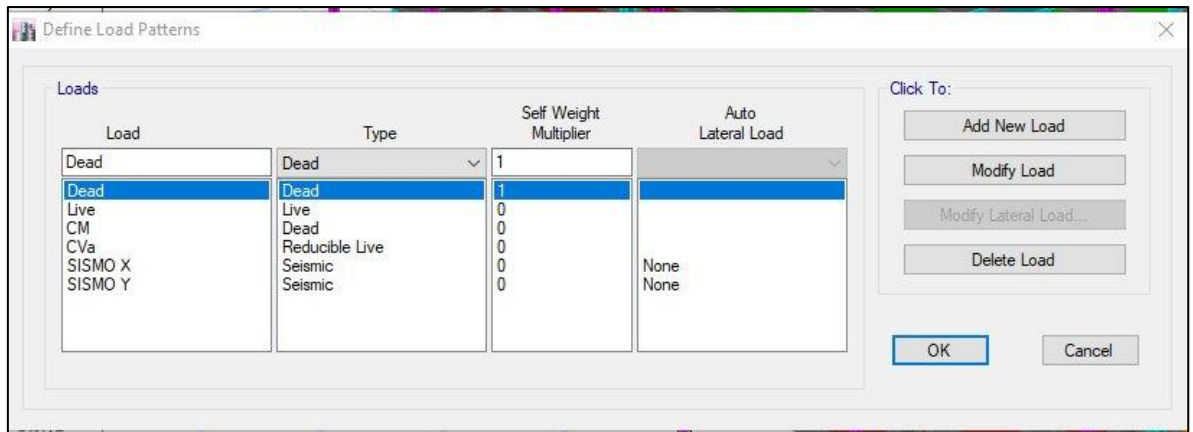 Define Load Patterns
Loads
Click To:
Load Type Self Weight Multiplier Auto Lateral Load
Dead Dead 1
Dead Dead 1
Live Live 0
CM Dead 0
CVa Reducible Live 0
SISMO X Seismic 0 None
SISMO Y Seismic 0 None
Add New Load
Modify Load
Modify Lateral Load...
Delete Load
OK Cancel